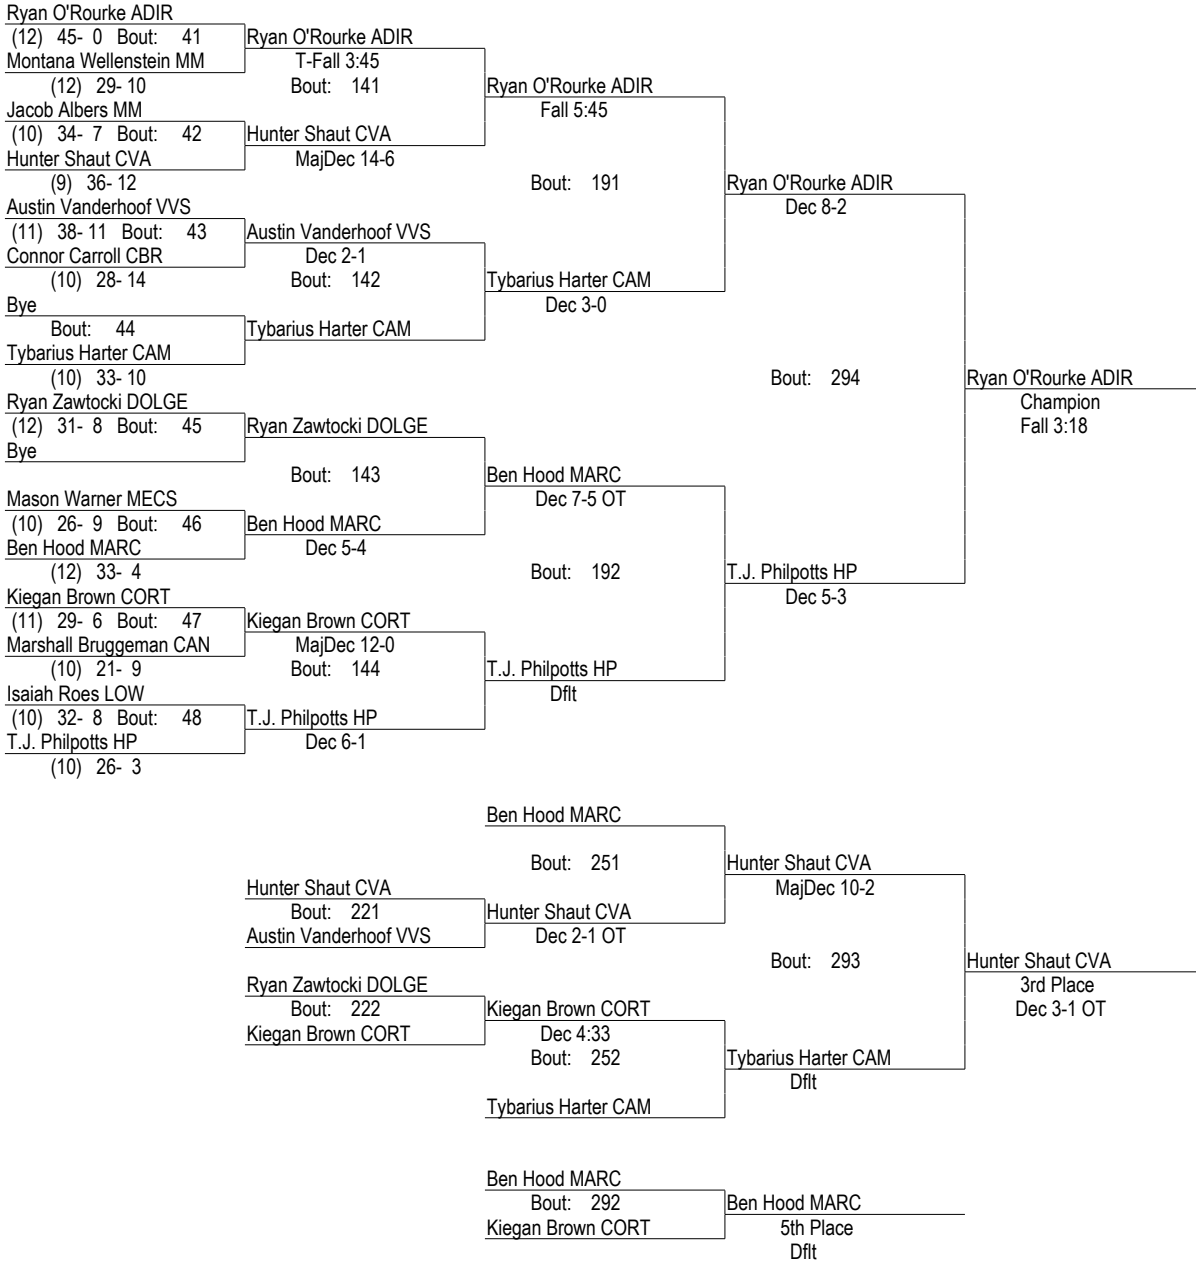 Ryan O'Rourke ADIR
(12) 45- 0 Bout: 41
Ryan O'Rourke ADIR
Montana Wellenstein MM
T-Fall 3:45
(12) 29- 10
Bout: 141
Ryan O'Rourke ADIR
Jacob Albers MM
Fall 5:45
(10) 34- 7 Bout: 42
Hunter Shaut CVA
Hunter Shaut CVA
MajDec 14-6
(9) 36- 12
Bout: 191
Ryan O'Rourke ADIR
Austin Vanderhoof VVS
Dec 8-2
(11) 38- 11 Bout: 43
Austin Vanderhoof VVS
Connor Carroll CBR
Dec 2-1
(10) 28- 14
Bout: 142
Tybarius Harter CAM
Bye
Dec 3-0
Bout: 44
Tybarius Harter CAM
Tybarius Harter CAM
(10) 33- 10
Bout: 294
Ryan O'Rourke ADIR
Ryan Zawtocki DOLGE
Champion
(12) 31- 8 Bout: 45
Ryan Zawtocki DOLGE
Fall 3:18
Bye
Bout: 143
Ben Hood MARC
Mason Warner MECS
Dec 7-5 OT
(10) 26- 9 Bout: 46
Ben Hood MARC
Ben Hood MARC
Dec 5-4
(12) 33- 4
Bout: 192
T.J. Philpotts HP
Kiegan Brown CORT
Dec 5-3
(11) 29- 6 Bout: 47
Kiegan Brown CORT
Marshall Bruggeman CAN
MajDec 12-0
(10) 21- 9
Bout: 144
T.J. Philpotts HP
Isaiah Roes LOW
Dflt
(10) 32- 8 Bout: 48
T.J. Philpotts HP
T.J. Philpotts HP
Dec 6-1
(10) 26- 3
Ben Hood MARC
Bout: 251
Hunter Shaut CVA
Hunter Shaut CVA
MajDec 10-2
Bout: 221
Hunter Shaut CVA
Austin Vanderhoof VVS
Dec 2-1 OT
Bout: 293
Hunter Shaut CVA
Ryan Zawtocki DOLGE
3rd Place
Bout: 222
Kiegan Brown CORT
Dec 3-1 OT
Kiegan Brown CORT
Dec 4:33
Bout: 252
Tybarius Harter CAM
Dflt
Tybarius Harter CAM
Ben Hood MARC
Bout: 292
Ben Hood MARC
Kiegan Brown CORT
5th Place
Dflt